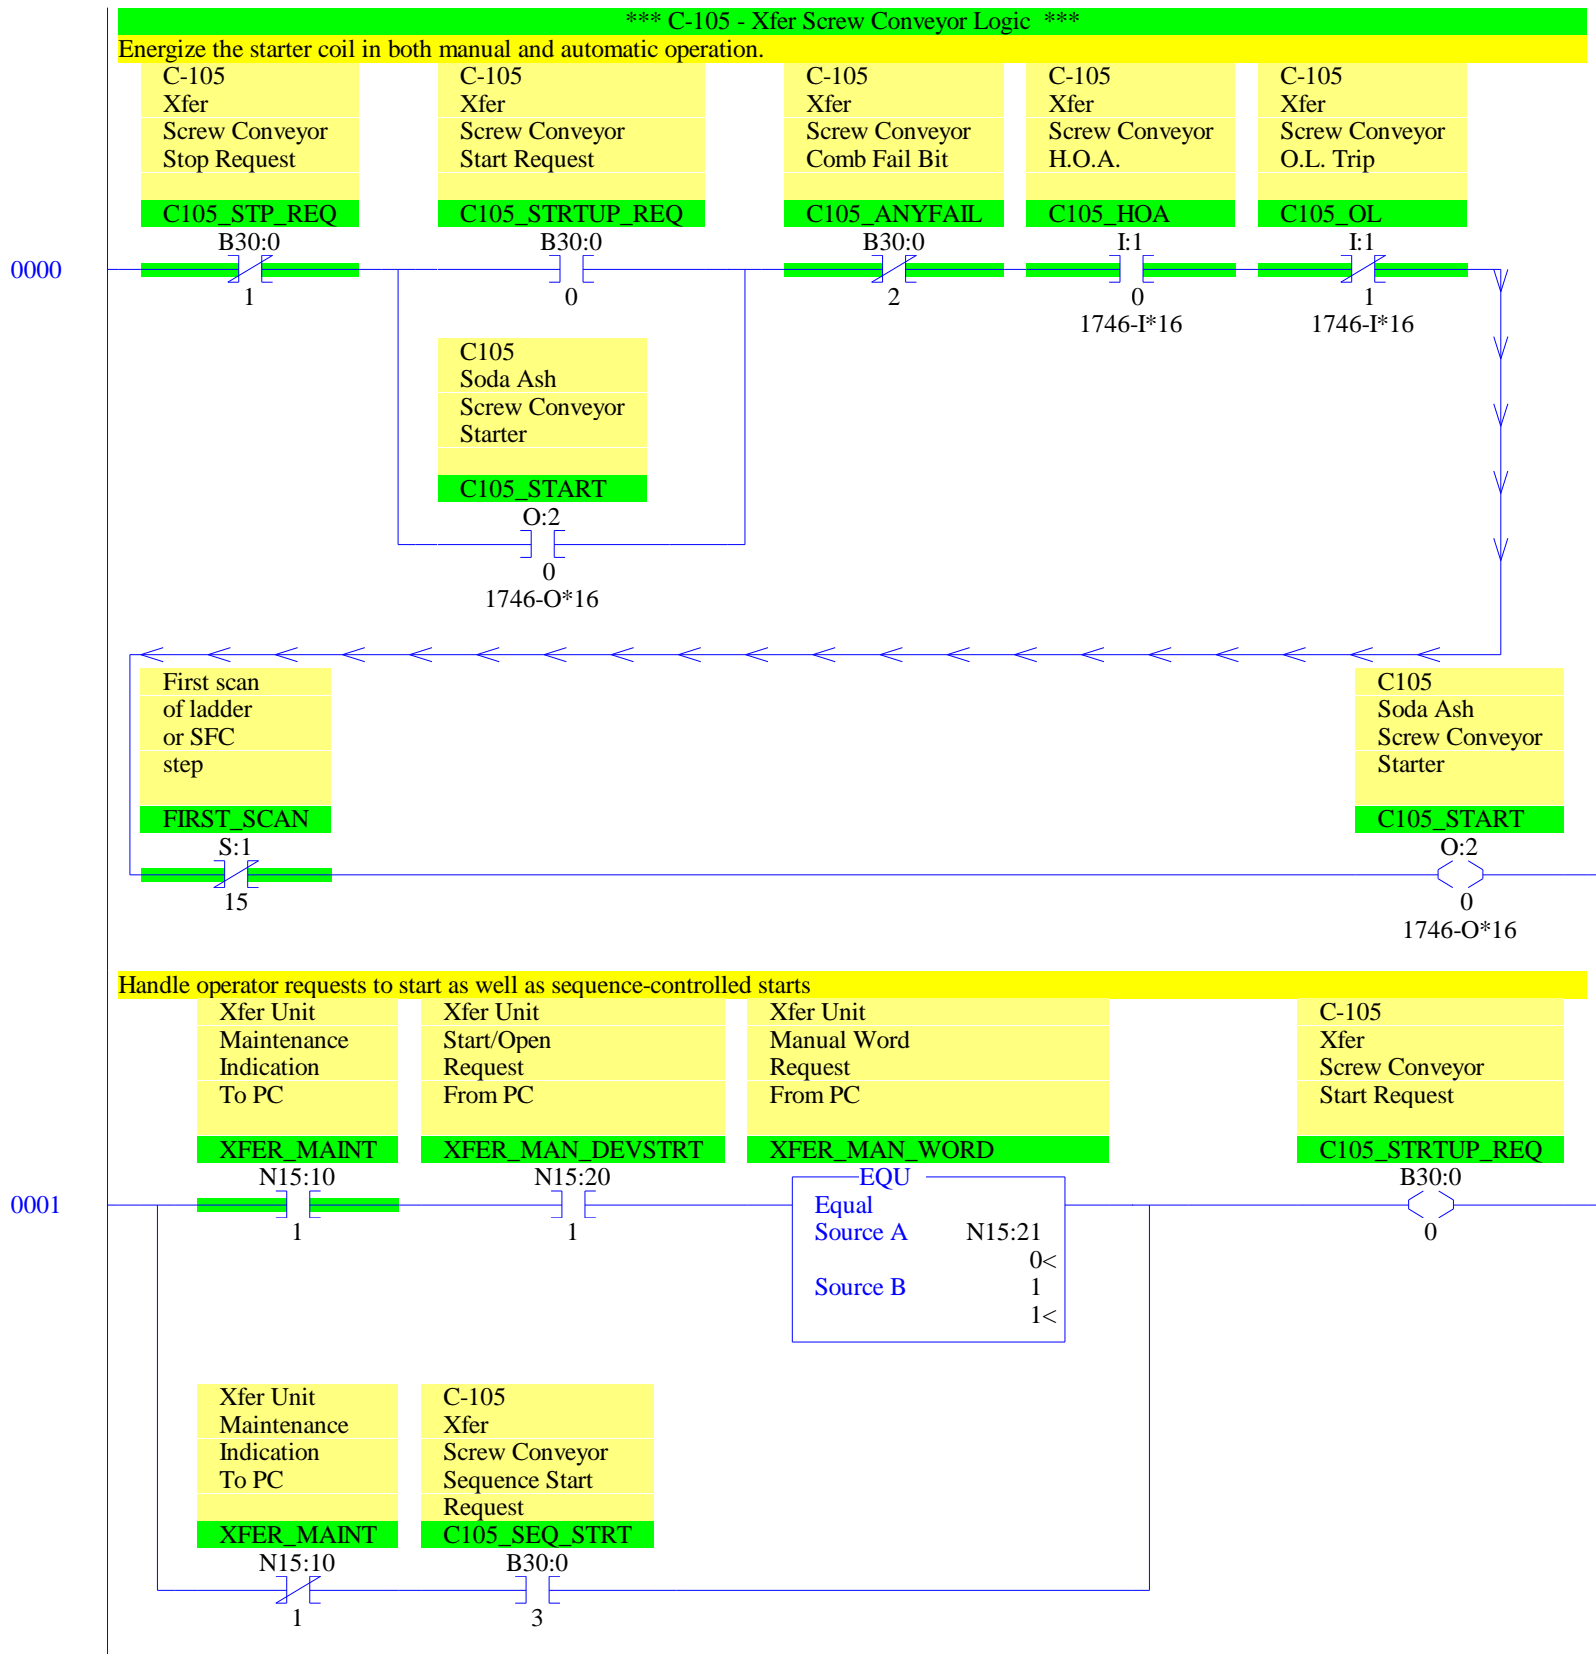 *** C-105 - Xfer Screw Conveyor Logic ***
Energize the starter coil in both manual and automatic operation.
C-105
Xfer
Screw Conveyor
Stop Request
C105_STP_REQ
B30:0
1
C-105
Xfer
Screw Conveyor
Start Request
C105_STRTUP_REQ
B30:0
0
C-105
Xfer
Screw Conveyor
Comb Fail Bit
C105_ANYFAIL
B30:0
2
C-105
Xfer
Screw Conveyor
H.O.A.
C105_HOA
I:1
0
1746-I*16
C-105
Xfer
Screw Conveyor
O.L. Trip
C105_OL
I:1
1
1746-I*16
0000
C105
Soda Ash
Screw Conveyor
Starter
C105_START
O:2
0
1746-O*16
First scan
of ladder
or SFC
step
FIRST_SCAN
S:1
15
C105
Soda Ash
Screw Conveyor
Starter
C105_START
O:2
0
1746-O*16
Handle operator requests to start as well as sequence-controlled starts
Xfer Unit
Maintenance
Indication
To PC
XFER_MAINT
N15:10
1
Xfer Unit
Start/Open
Request
From PC
XFER_MAN_DEVSTRT
N15:20
1
Xfer Unit
Manual Word
Request
From PC
XFER_MAN_WORD
EQU
Equal
Source A N15:21
0<
Source B 1
1<
C-105
Xfer
Screw Conveyor
Start Request
C105_STRTUP_REQ
B30:0
0
0001
Xfer Unit
Maintenance
Indication
To PC
XFER_MAINT
N15:10
1
C-105
Xfer
Screw Conveyor
Sequence Start
Request
C105_SEQ_STRT
B30:0
3